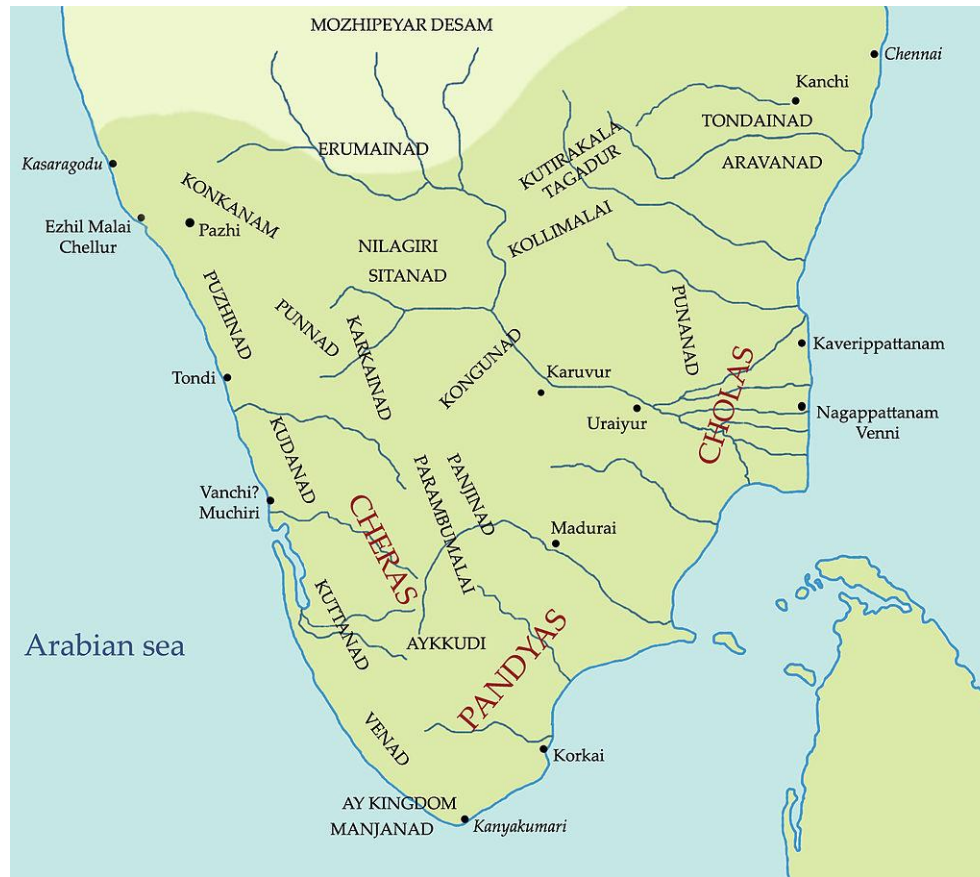 MOZHIPEYAR DESAM
Chennai
Kanchi
TONDAINAD
ARAVANAD
KUTIRAKALA
TAGADUR
ERUMAINAD
Kasaragodu
KONKANAM
Ezhil Malai
Chellur
Pazhi
KOLLIMALAI
NILAGIRI
SITANAD
PUZHINAD
PUNNAD
KARKAINAD
KONGUNAD
PUNANAD
Kaverippattanam
CHOLAS
Tondi
Karuvur
Uraiyur
Nagappattanam
Venni
KUDANAD
PANJINAD
PARAMBUMALAI
Vanchi?
Muchiri
CHERAS
Madurai
KUTTANAD
AYKKUDI
PANDYAS
Arabian sea
VENAD
Korkai
AY KINGDOM
MANJANAD
Kanyakumari